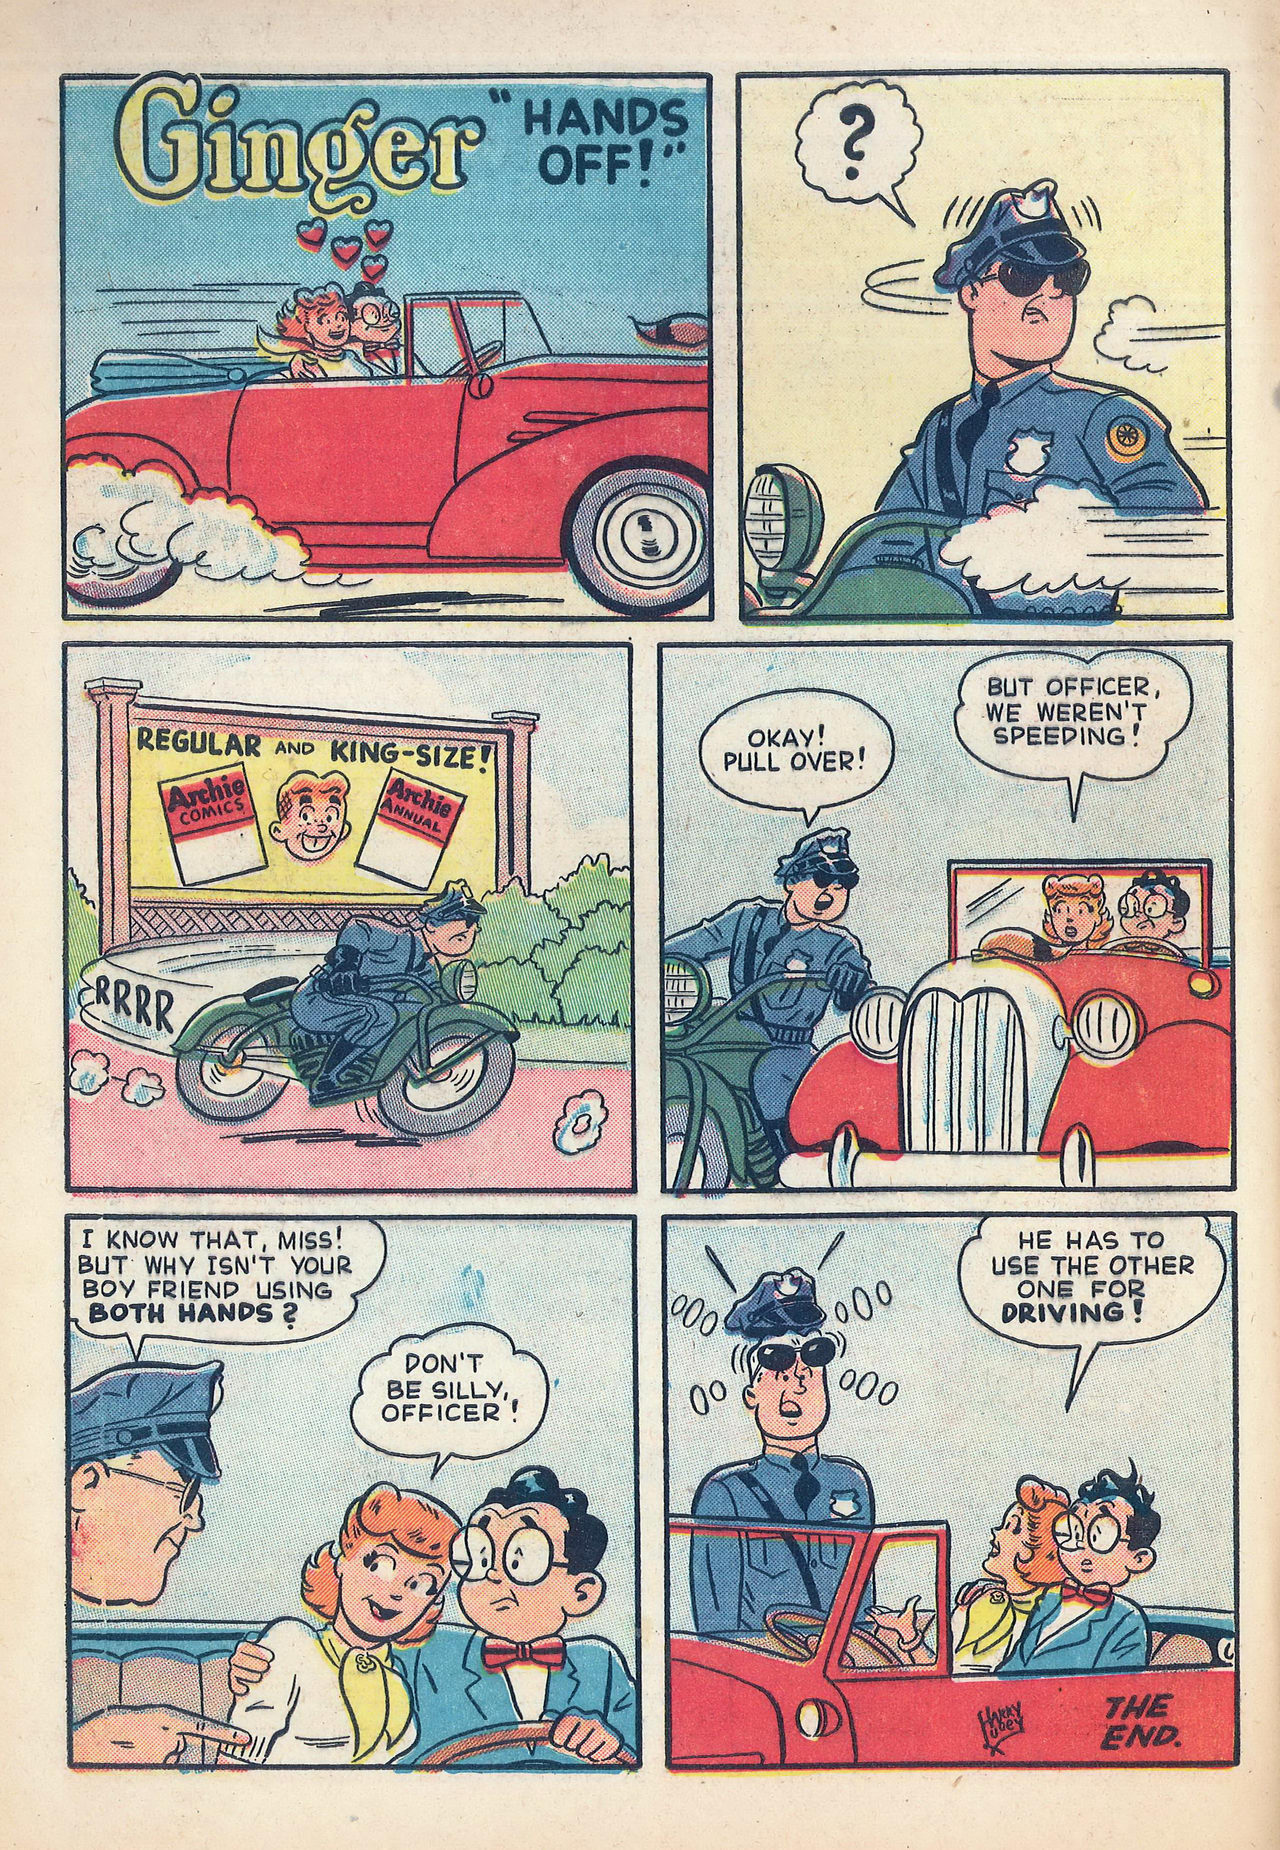 Ginger
"HANDS
OFF!"
?
REGULAR AND KING-SIZE!
Archie
COMICS
Archie
ANNUAL
RRRR
OKAY!
PULL OVER!
BUT OFFICER,
WE WEREN'T
SPEEDING!
I KNOW THAT, MISS!
BUT WHY ISN'T YOUR
BOY FRIEND USING
BOTH HANDS?
DON'T
BE SILLY,
OFFICER!
HE HAS TO
USE THE OTHER
ONE FOR
DRIVING!
HARRY
LUCEY
THE
END.